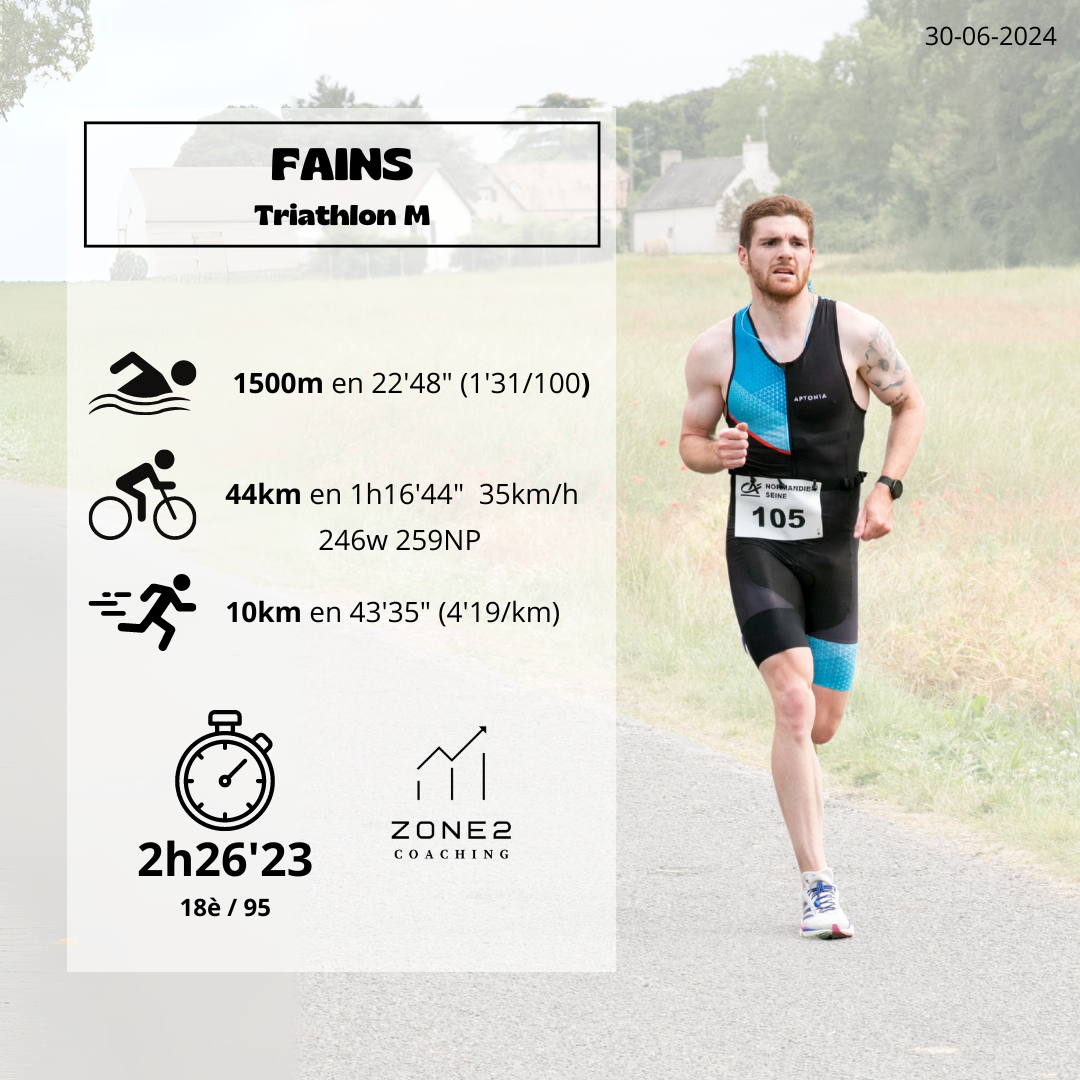 30-06-2024
FAINS
Triathlon M
1500m en 22'48" (1'31/100)
44km en 1h16'44" 35km/h
246w 259NP
10km en 43'35" (4'19/km)
2h26'23
18è / 95
ZONE2
COACHING
APTONIA
NORMANDIE
SEINE
105